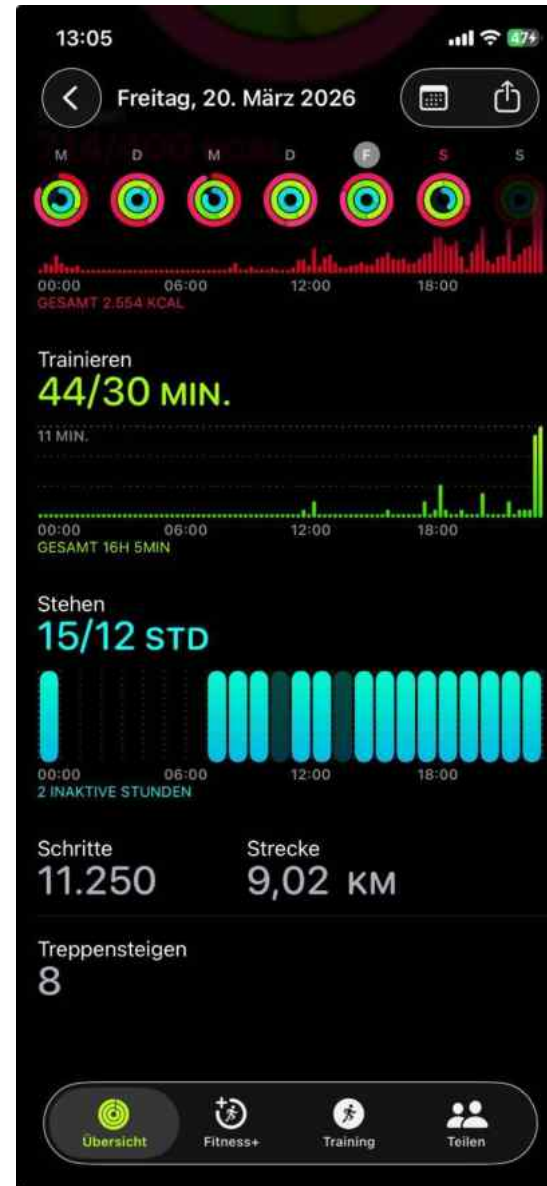 13:05
47
Freitag, 20. März 2026
M D M D F S S
00:00 06:00 12:00 18:00
GESAMT 2.554 KCAL
Trainieren
44/30 MIN.
11 MIN.
00:00 06:00 12:00 18:00
GESAMT 16H 5MIN
Stehen
15/12 STD
00:00 06:00 12:00 18:00
2 INAKTIVE STUNDEN
Schritte Strecke
11.250 9,02 KM
Treppensteigen
8
Übersicht Fitness+ Training Teilen